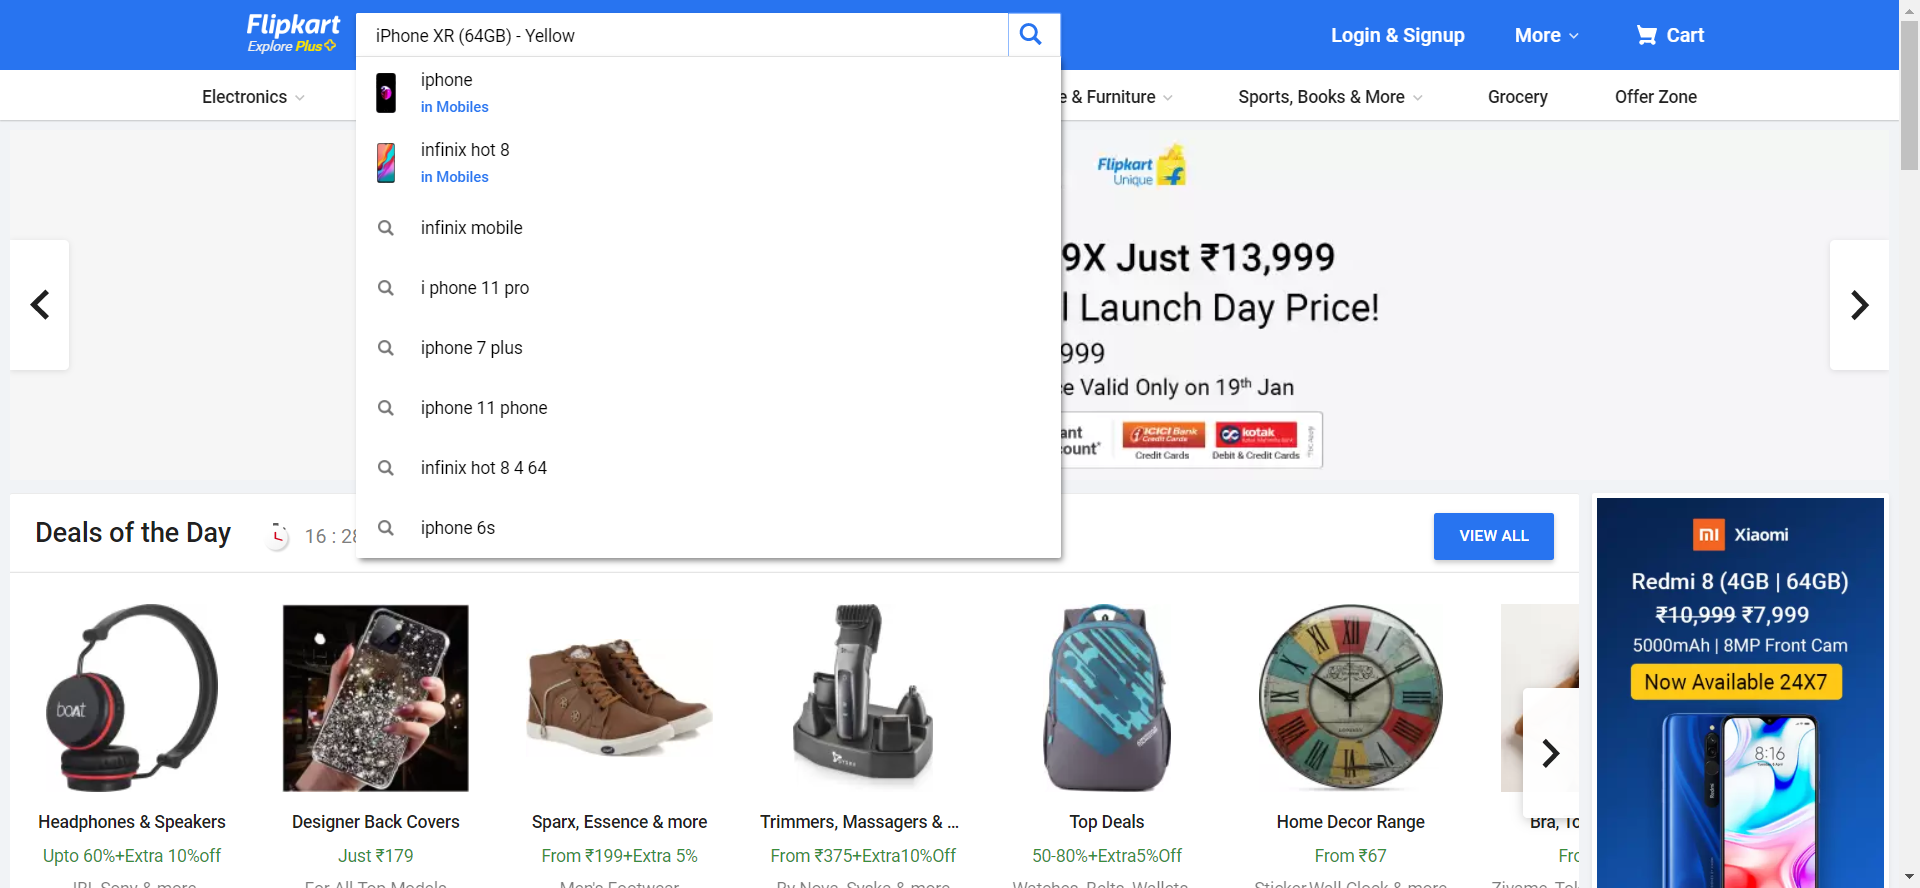 Flipkart
Explore Plus
iPhone XR (64GB) - Yellow
Login & Signup
More
Cart
Electronics
e & Furniture
Sports, Books & More
Grocery
Offer Zone
iphone
in Mobiles
infinix hot 8
in Mobiles
infinix mobile
i phone 11 pro
iphone 7 plus
iphone 11 phone
infinix hot 8 4 64
iphone 6s
Flipkart
Unique
9X Just ₹13,999
l Launch Day Price!
999
e Valid Only on 19th Jan
ant
ount*
ICICI Bank
Credit Cards
Credit Cards
kotak
Debit & Credit Cards
Deals of the Day
16 : 28
VIEW ALL
Headphones & Speakers
Upto 60%+Extra 10%off
JBL, Sony & more
Designer Back Covers
Just ₹179
For All Top Models
Sparx, Essence & more
From ₹199+Extra 5%
Men's Footwear
Trimmers, Massagers & ...
From ₹375+Extra10%Off
By Nova, Syska & more
Top Deals
50-80%+Extra5%Off
Watches, Belts, Wallets
Home Decor Range
From ₹67
Sticker,Wall Clock & more
Bra, To
Fro
mi Xiaomi
Redmi 8 (4GB | 64GB)
₹10,999 ₹7,999
5000mAh | 8MP Front Cam
Now Available 24X7
8:16
Redmi
boAt